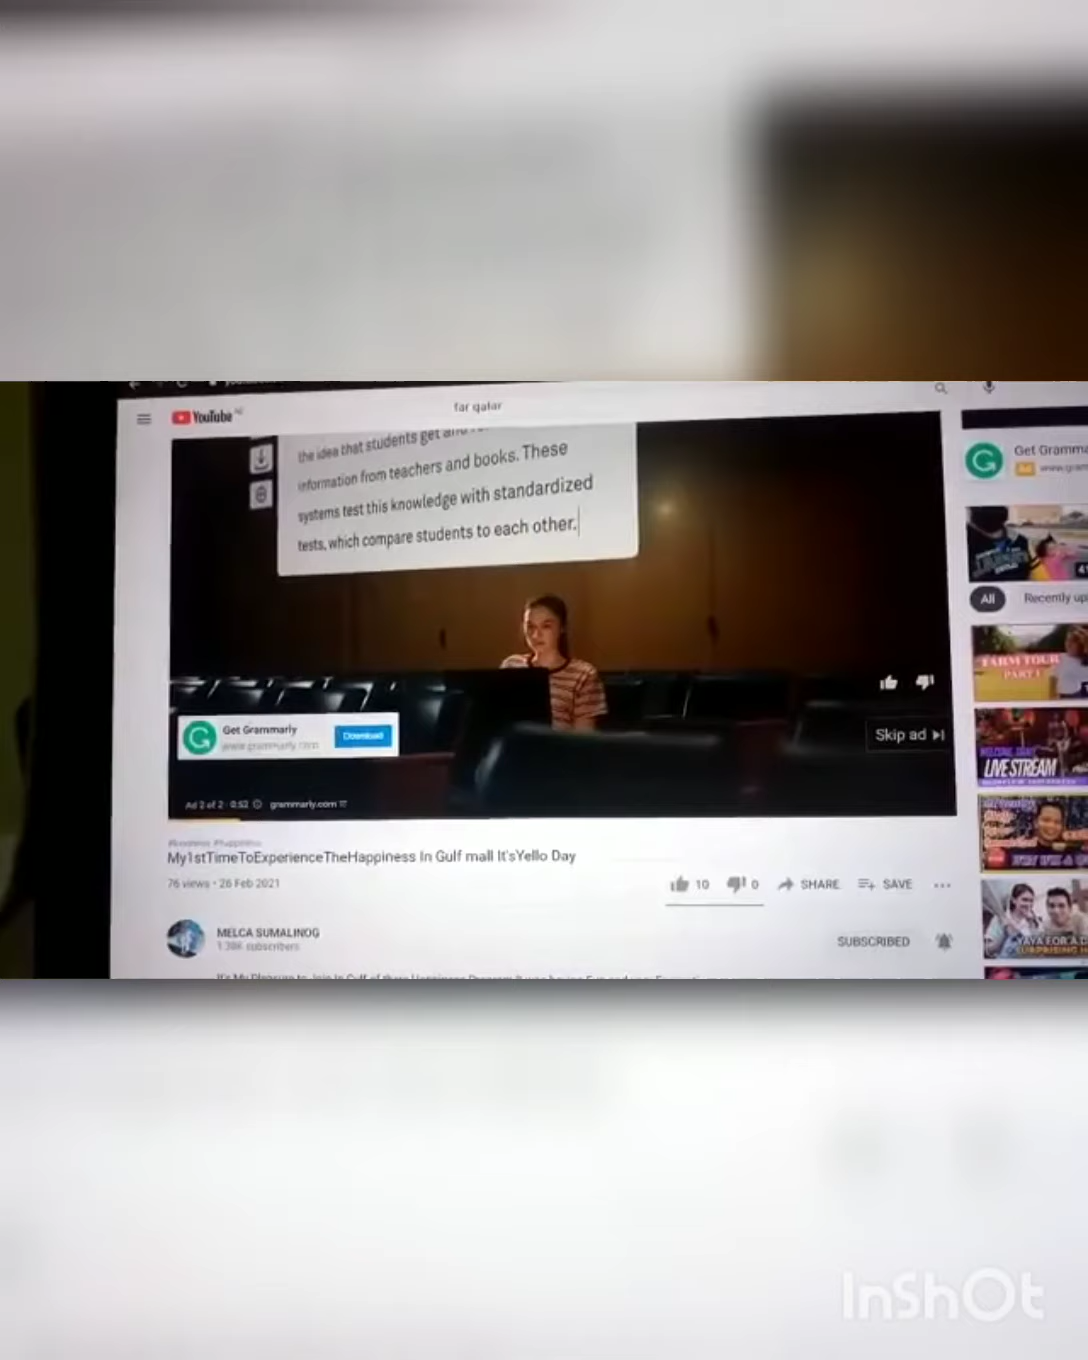 YouTube
far qatar
the idea that students get and
information from teachers and books. These
systems test this knowledge with standardized
tests, which compare students to each other.
Get Grammarly
www.grammarly.com
Download
Skip ad
Ad 2 of 2 · 0:52
grammarly.com
My1stTimeToExperienceTheHappiness In Gulf mall It'sYello Day
76 views · 26 Feb 2021
10
0
SHARE
SAVE
MELCA SUMALINOG
subscribers
SUBSCRIBED
Get Gramma
Ad
All
Recently up
FARM TOUR
PART 1
LIVE STREAM
YAYA FOR A D
SURPRISING
InShOt